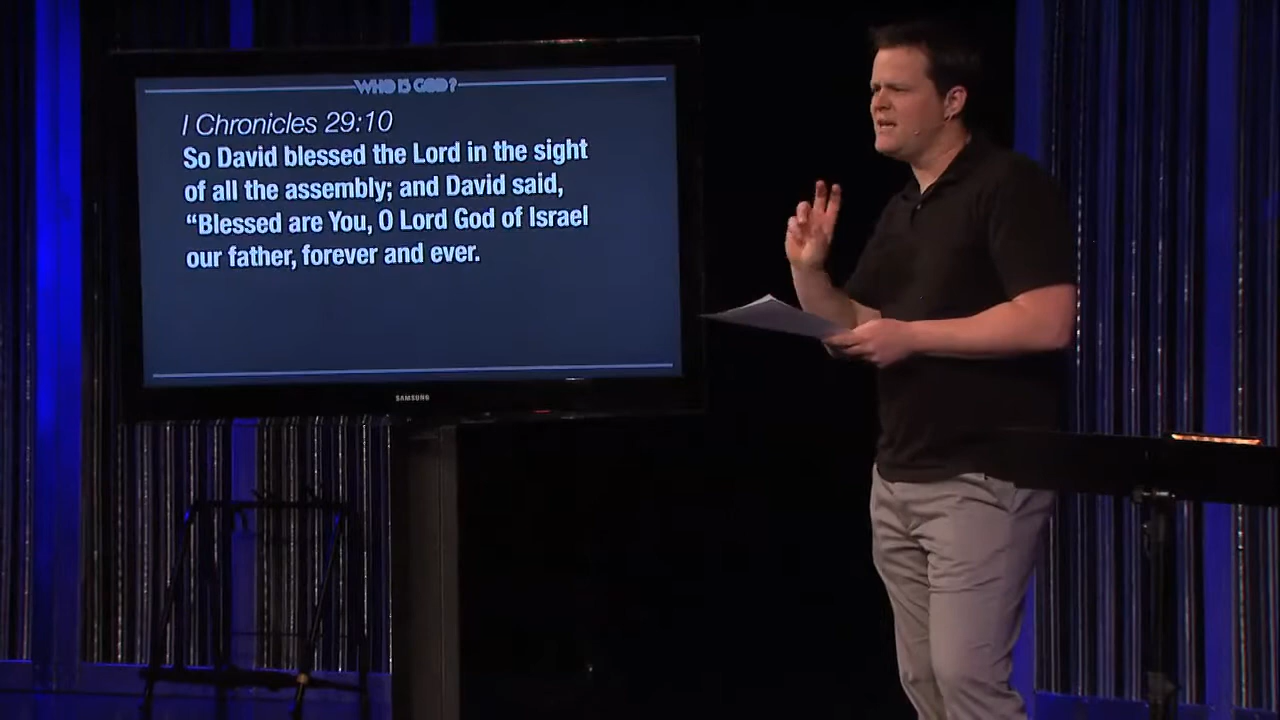 WHO IS GOD?
I Chronicles 29:10
So David blessed the Lord in the sight
of all the assembly; and David said,
“Blessed are You, O Lord God of Israel
our father, forever and ever.
SAMSUNG